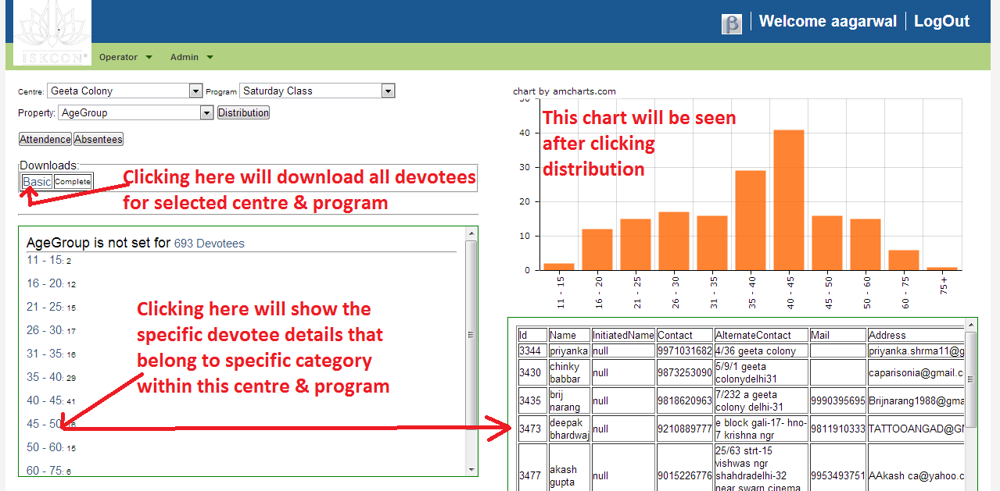 ISKCON®
β Welcome aagarwal LogOut
Operator Admin
Centre: Geeta Colony Program Saturday Class
Property: AgeGroup Distribution
Attendence Absentees
Downloads:
Basic Complete
Clicking here will download all devotees
for selected centre & program
AgeGroup is not set for 693 Devotees
11 - 15: 2
16 - 20: 12
21 - 25: 15
26 - 30: 17
31 - 35: 16
35 - 40: 29
40 - 45: 41
45 - 50: 16
50 - 60: 15
60 - 75: 6
Clicking here will show the
specific devotee details that
belong to specific category
within this centre & program
chart by amcharts.com
This chart will be seen
after clicking
distribution
50
40
30
20
10
0
11 - 15
16 - 20
21 - 25
26 - 30
31 - 35
35 - 40
40 - 45
45 - 50
50 - 60
60 - 75
75+
Id Name InitiatedName Contact AlternateContact Mail Address
3344 priyanka null 9971031682 4/36 geeta colony priyanka.shrma11@g
3430 chinky babbar null 9873253090 5/9/1 geeta colonydelhi31 caparisonia@gmail.c
3435 brij narang null 9818620963 7/232 a geeta colony delhi-31 9990395695 Brijnarang1988@gma
3473 deepak bhardwaj null 9210889777 e block gali-17- hno-7 krishna ngr 9811910333 TATTOOANGAD@GM
3477 akash gupta null 9015226776 25/63 strt-15 vishwas ngr shahdradelhi-32 near swarn cinema 9953493751 AAkash ca@yahoo.c